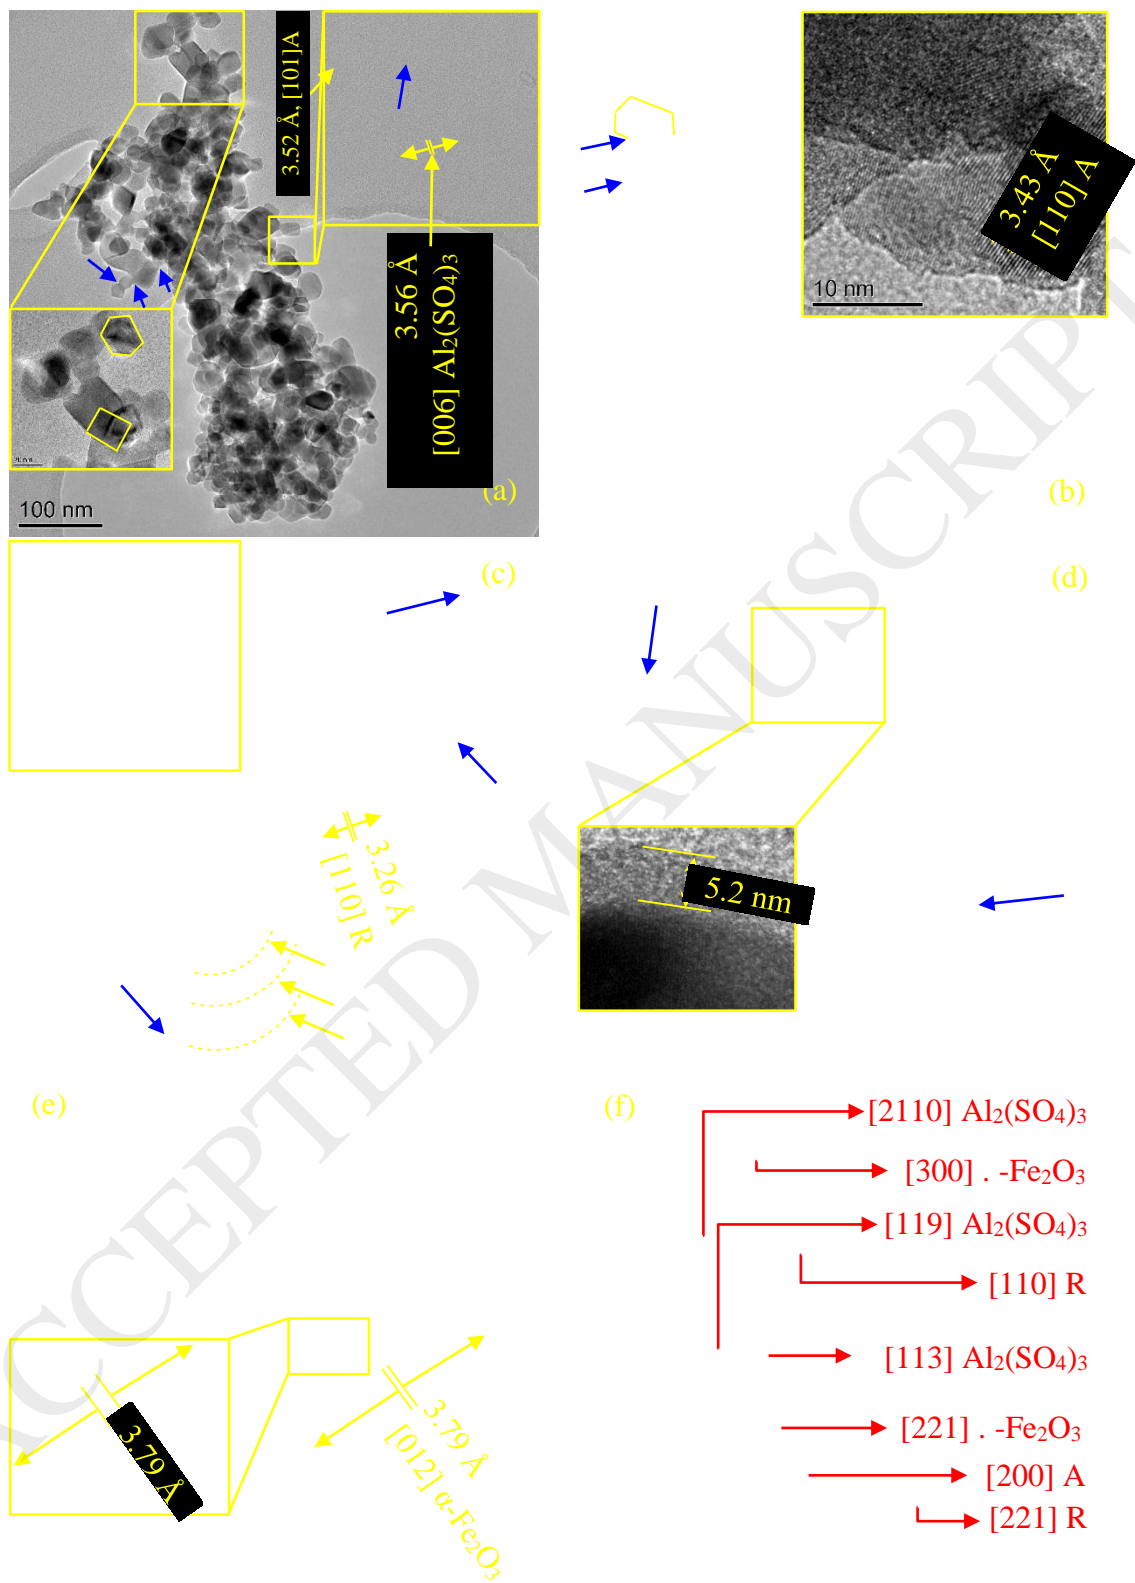 3.52 Å, [101]A
3.56 Å
[006] Al₂(SO₄)₃
100 nm
(a)
3.43 Å
[110] A
10 nm
(b)
(c)
(d)
3.26 Å
[110] R
5.2 nm
(e)
(f)
[2110] Al₂(SO₄)₃
[300] . -Fe₂O₃
[119] Al₂(SO₄)₃
[110] R
[113] Al₂(SO₄)₃
[221] . -Fe₂O₃
[200] A
[221] R
3.79 Å
3.79 Å
[012] α-Fe₂O₃
ACCEPTED MANUSCRIPT